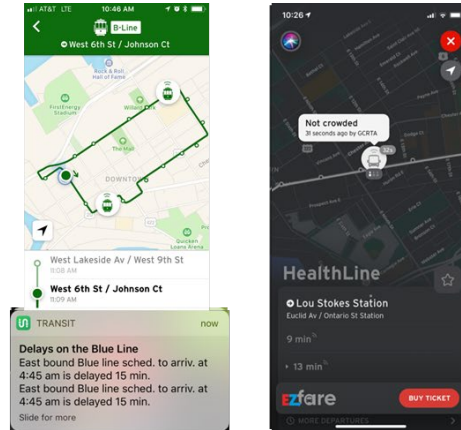 AT&T LTE
10:46 AM
B-Line
West 6th St / Johnson Ct
Rock & Roll
Hall of Fame
FirstEnergy
Stadium
The Mall
DOWNTOWN
Quicken
Loans Arena
West Lakeside Av / West 9th St
11:08 AM
West 6th St / Johnson Ct
11:09 AM
TRANSIT
now
Delays on the Blue Line
East bound Blue line sched. to arriv. at
4:45 am is delayed 15 min.
East bound Blue line sched. to arriv. at
4:45 am is delayed 15 min.
Slide for more
10:26
Not crowded
31 seconds ago by GCRTA
32s
HealthLine
Lou Stokes Station
Euclid Av / Ontario St Station
9 min
13 min
EZfare
BUY TICKET
MORE DEPARTURES